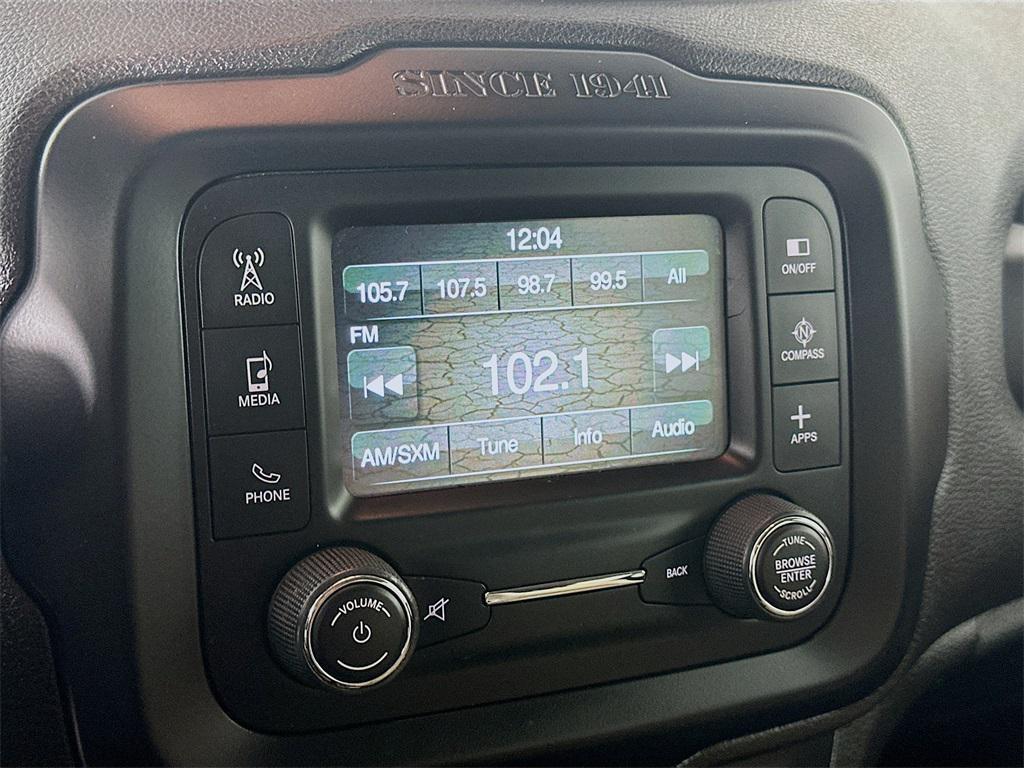 SINCE 1941
12:04
105.7 107.5 98.7 99.5 All
FM
102.1
AM/SXM Tune Info Audio
RADIO
MEDIA
PHONE
ON/OFF
N
COMPASS
APPS
VOLUME
BACK
TUNE
BROWSE
ENTER
SCROLL